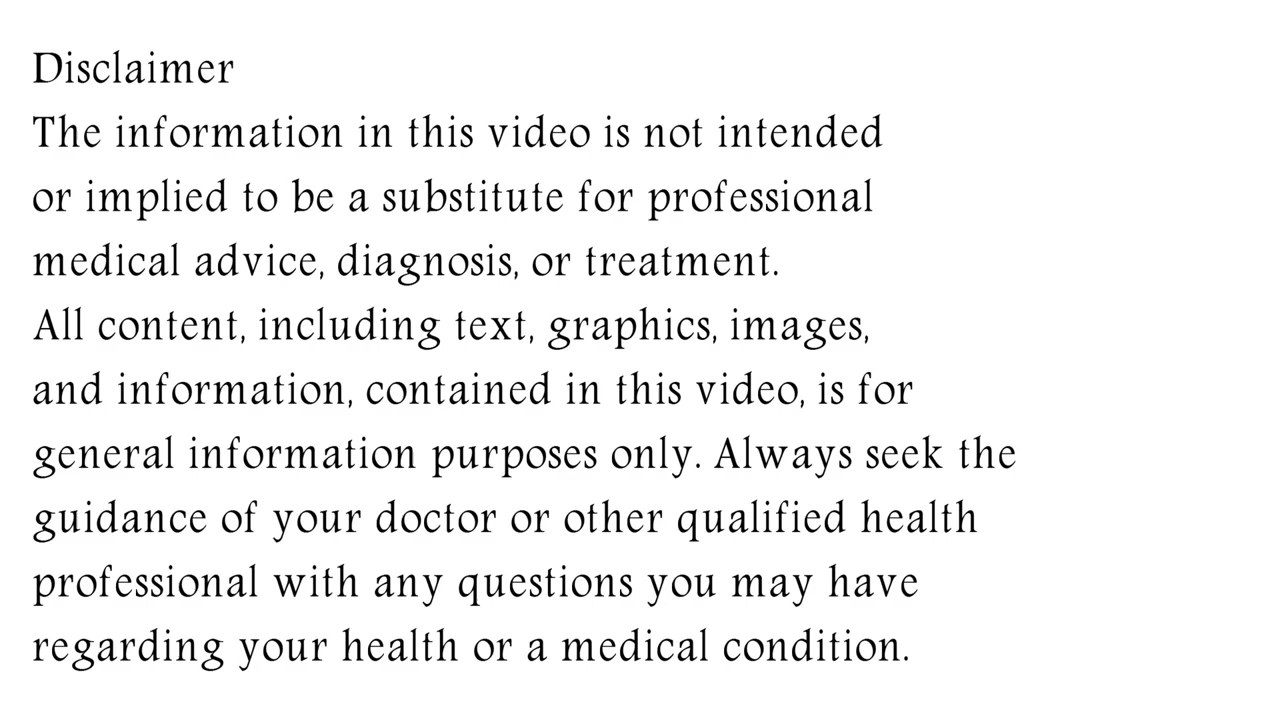 Disclaimer
The information in this video is not intended
or implied to be a substitute for professional
medical advice, diagnosis, or treatment.
All content, including text, graphics, images,
and information, contained in this video, is for
general information purposes only. Always seek the
guidance of your doctor or other qualified health
professional with any questions you may have
regarding your health or a medical condition.